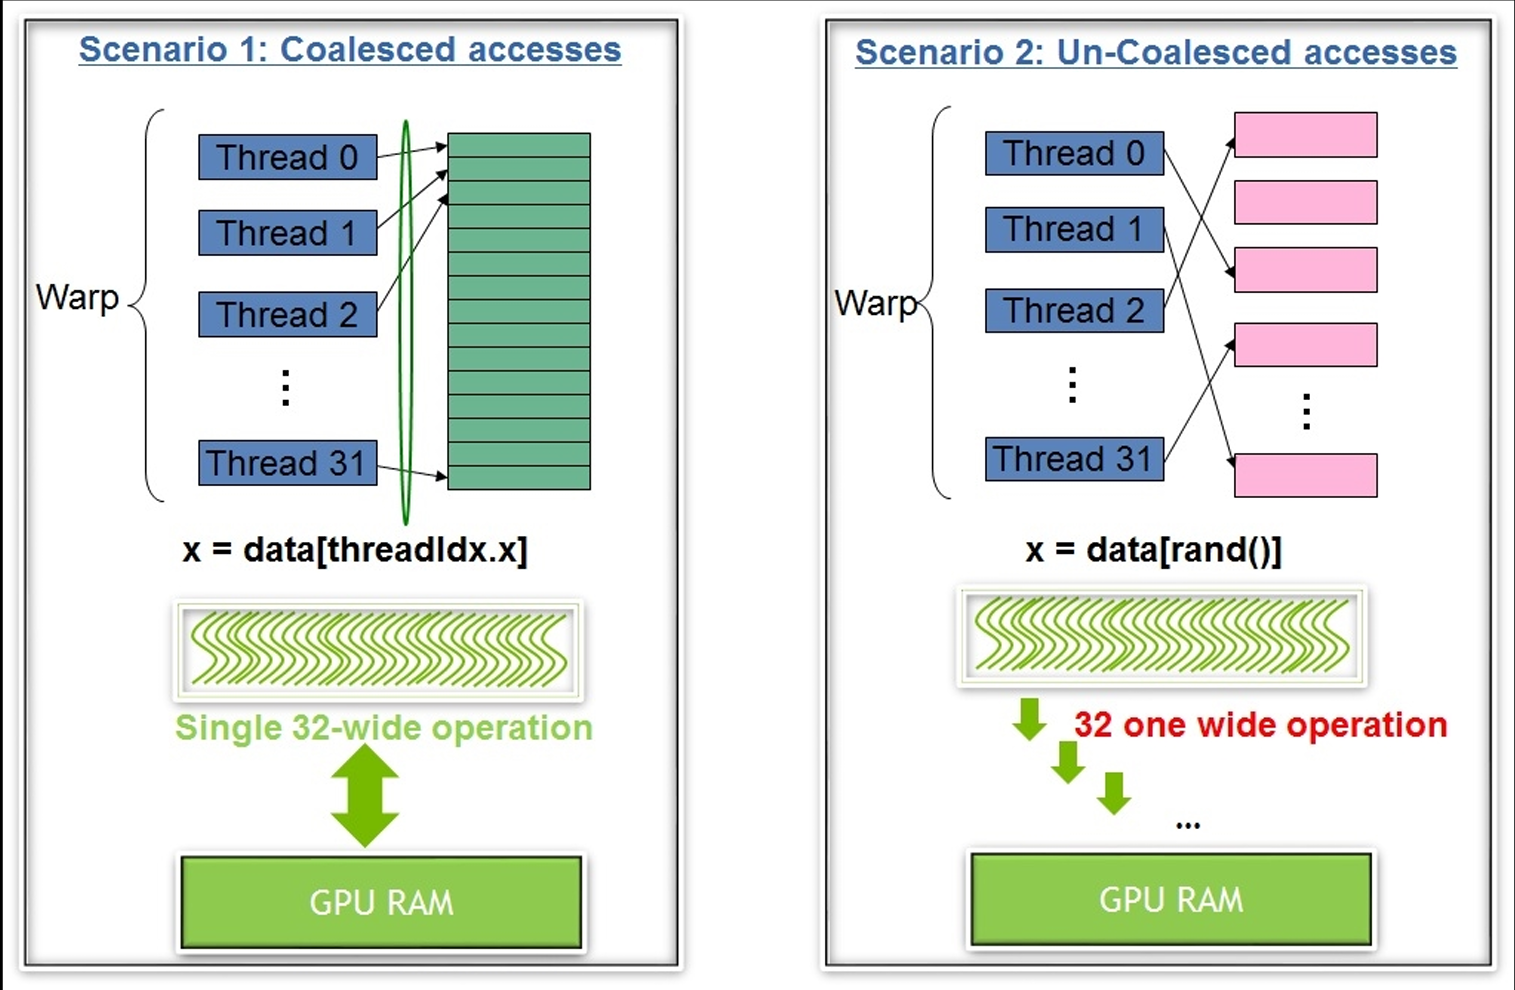 Scenario 1: Coalesced accesses
Warp
Thread 0
Thread 1
Thread 2
⋮
Thread 31
x = data[threadIdx.x]
Single 32-wide operation
GPU RAM
Scenario 2: Un-Coalesced accesses
Warp
Thread 0
Thread 1
Thread 2
⋮
Thread 31
⋮
x = data[rand()]
32 one wide operation
...
GPU RAM